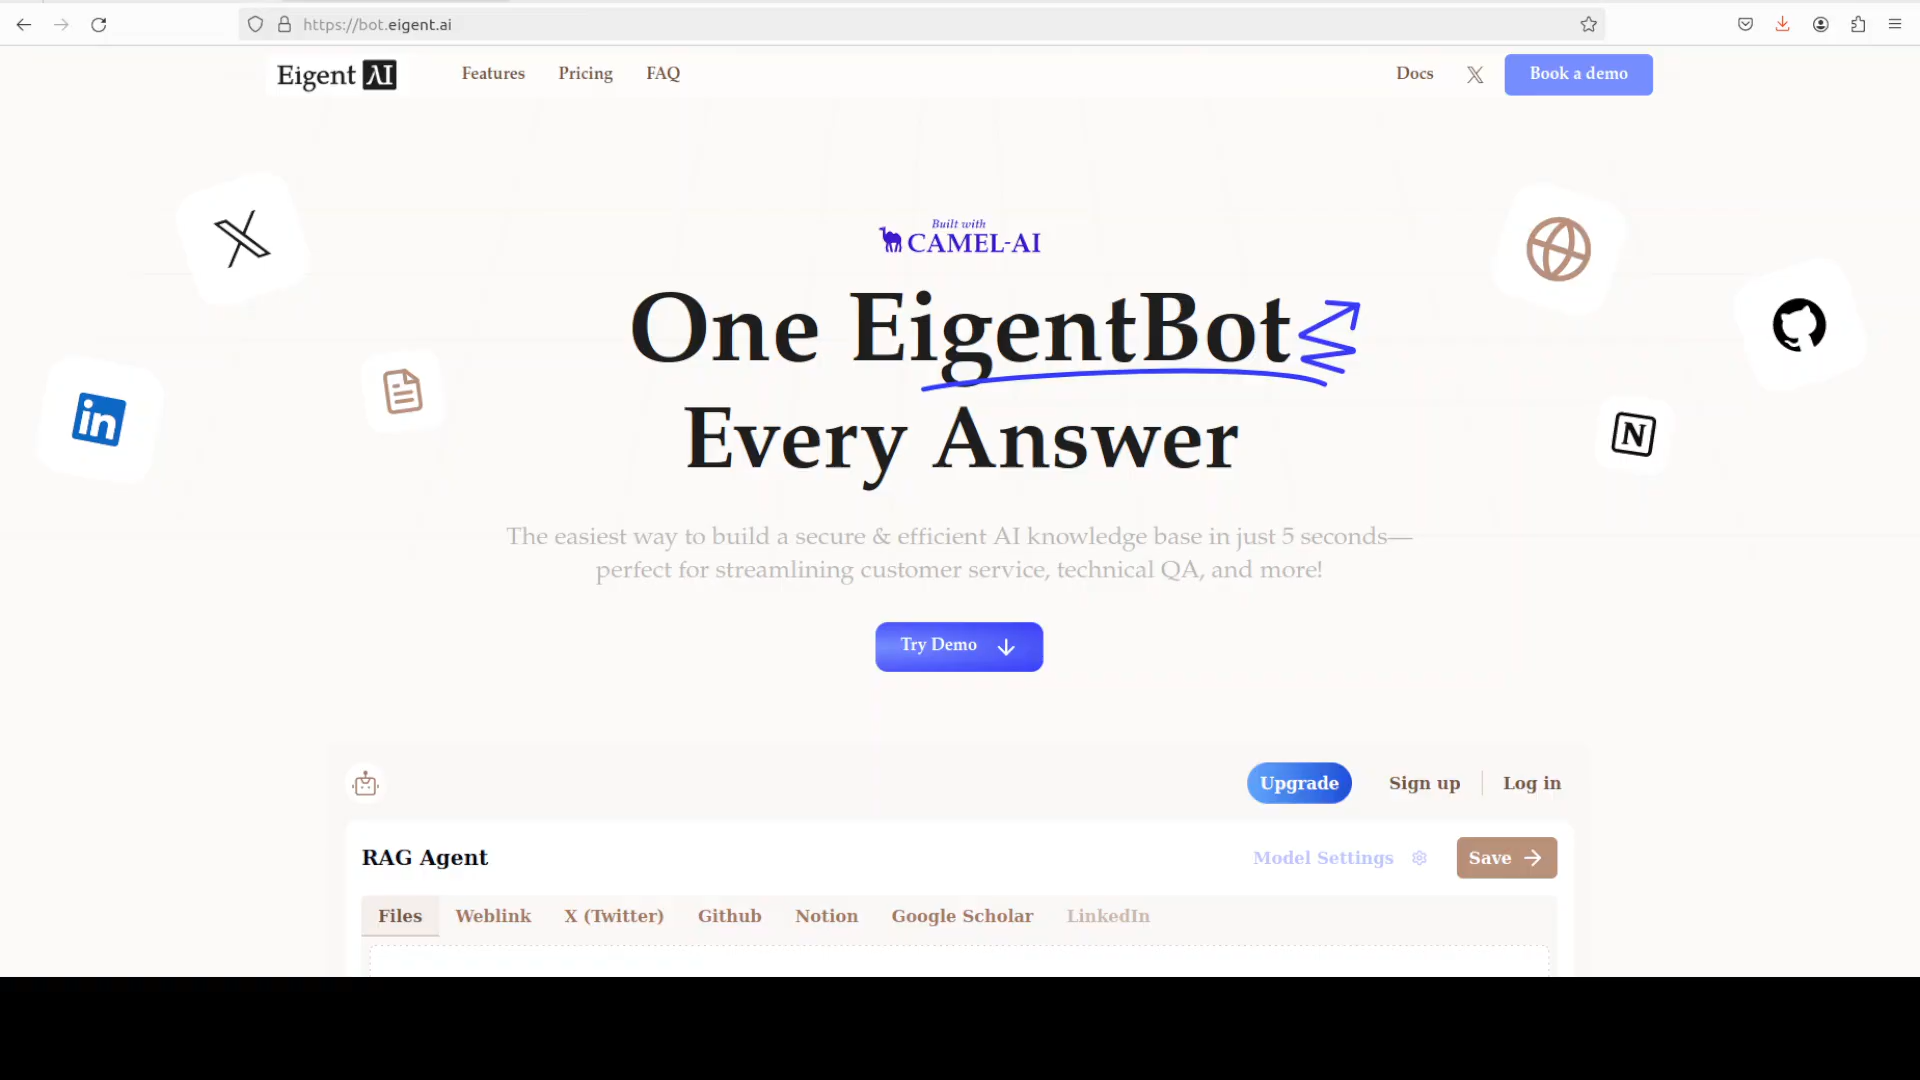 https://bot.eigent.ai
Eigent AI
Features
Pricing
FAQ
Docs
Book a demo
Built with
CAMEL-AI
One EigentBot
Every Answer
The easiest way to build a secure & efficient AI knowledge base in just 5 seconds—
perfect for streamlining customer service, technical QA, and more!
Try Demo
Upgrade
Sign up
Log in
RAG Agent
Model Settings
Save
Files
Weblink
X (Twitter)
Github
Notion
Google Scholar
LinkedIn